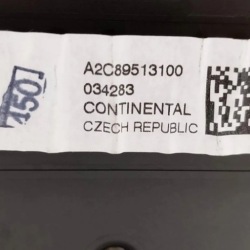 A2C89513100
034283
CONTINENTAL
CZECH REPUBLIC
150